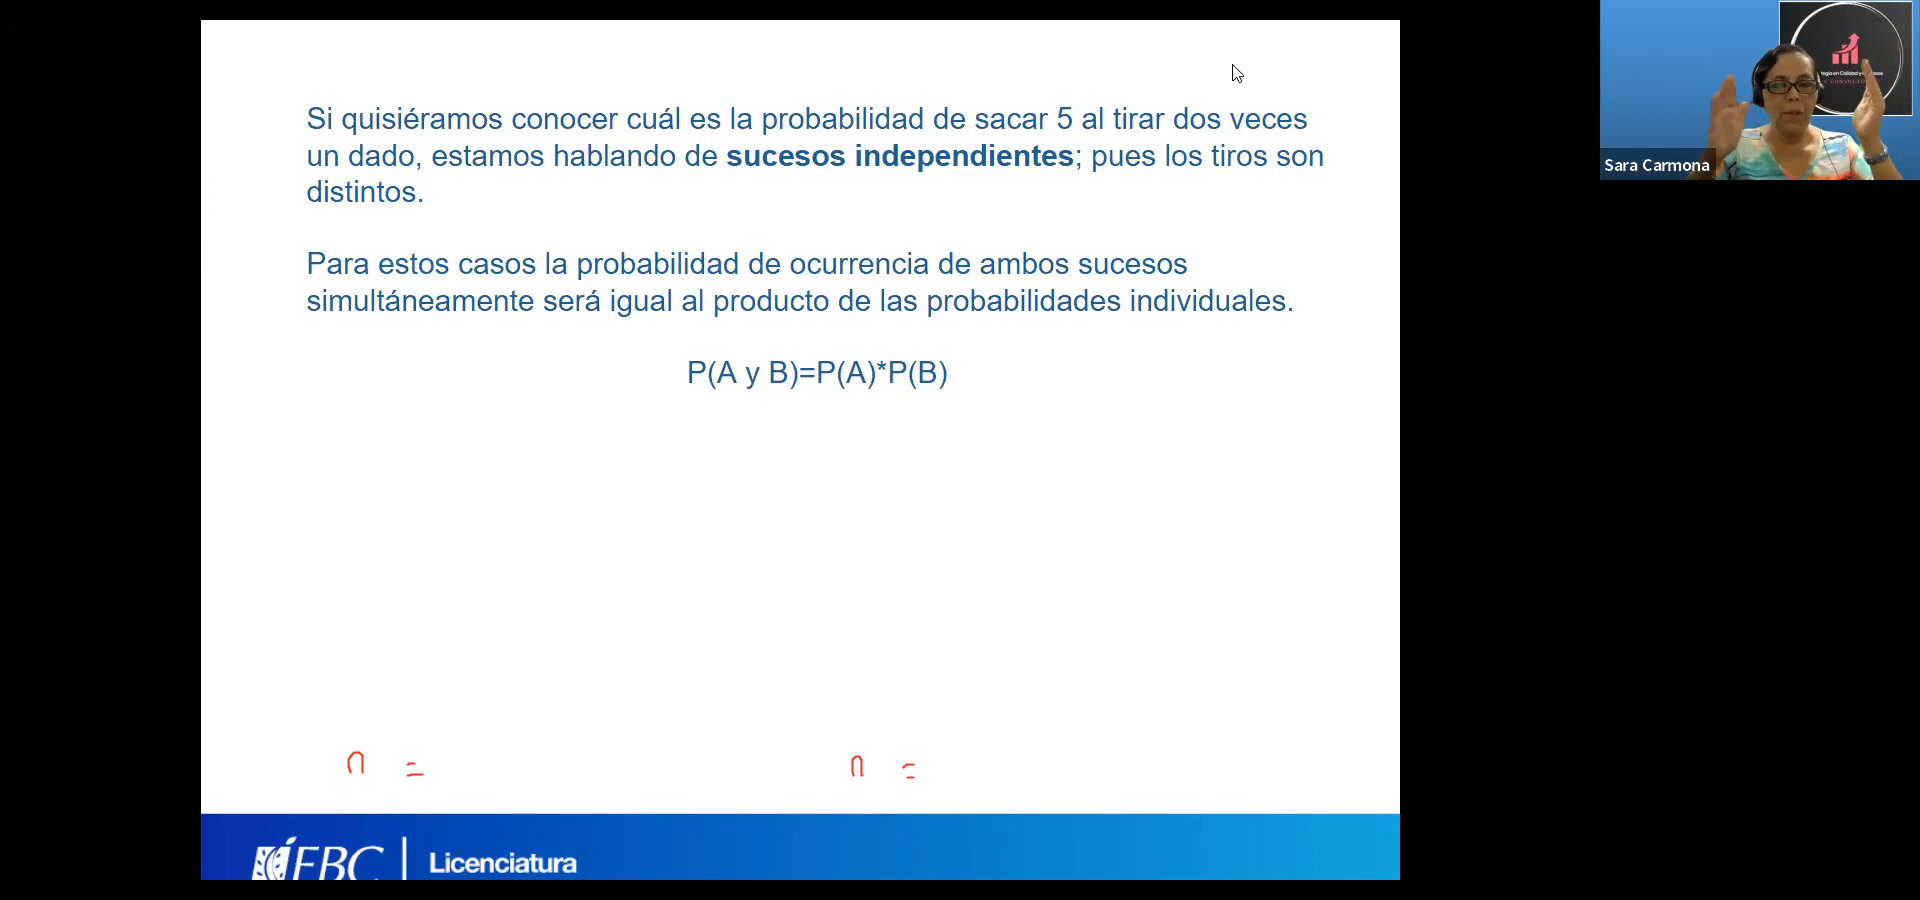 Si quisiéramos conocer cuál es la probabilidad de sacar 5 al tirar dos veces
un dado, estamos hablando de sucesos independientes; pues los tiros son
distintos.
Para estos casos la probabilidad de ocurrencia de ambos sucesos
simultáneamente será igual al producto de las probabilidades individuales.
P(A y B)=P(A)*P(B)
n = n =
EBC | Licenciatura
Sara Carmona